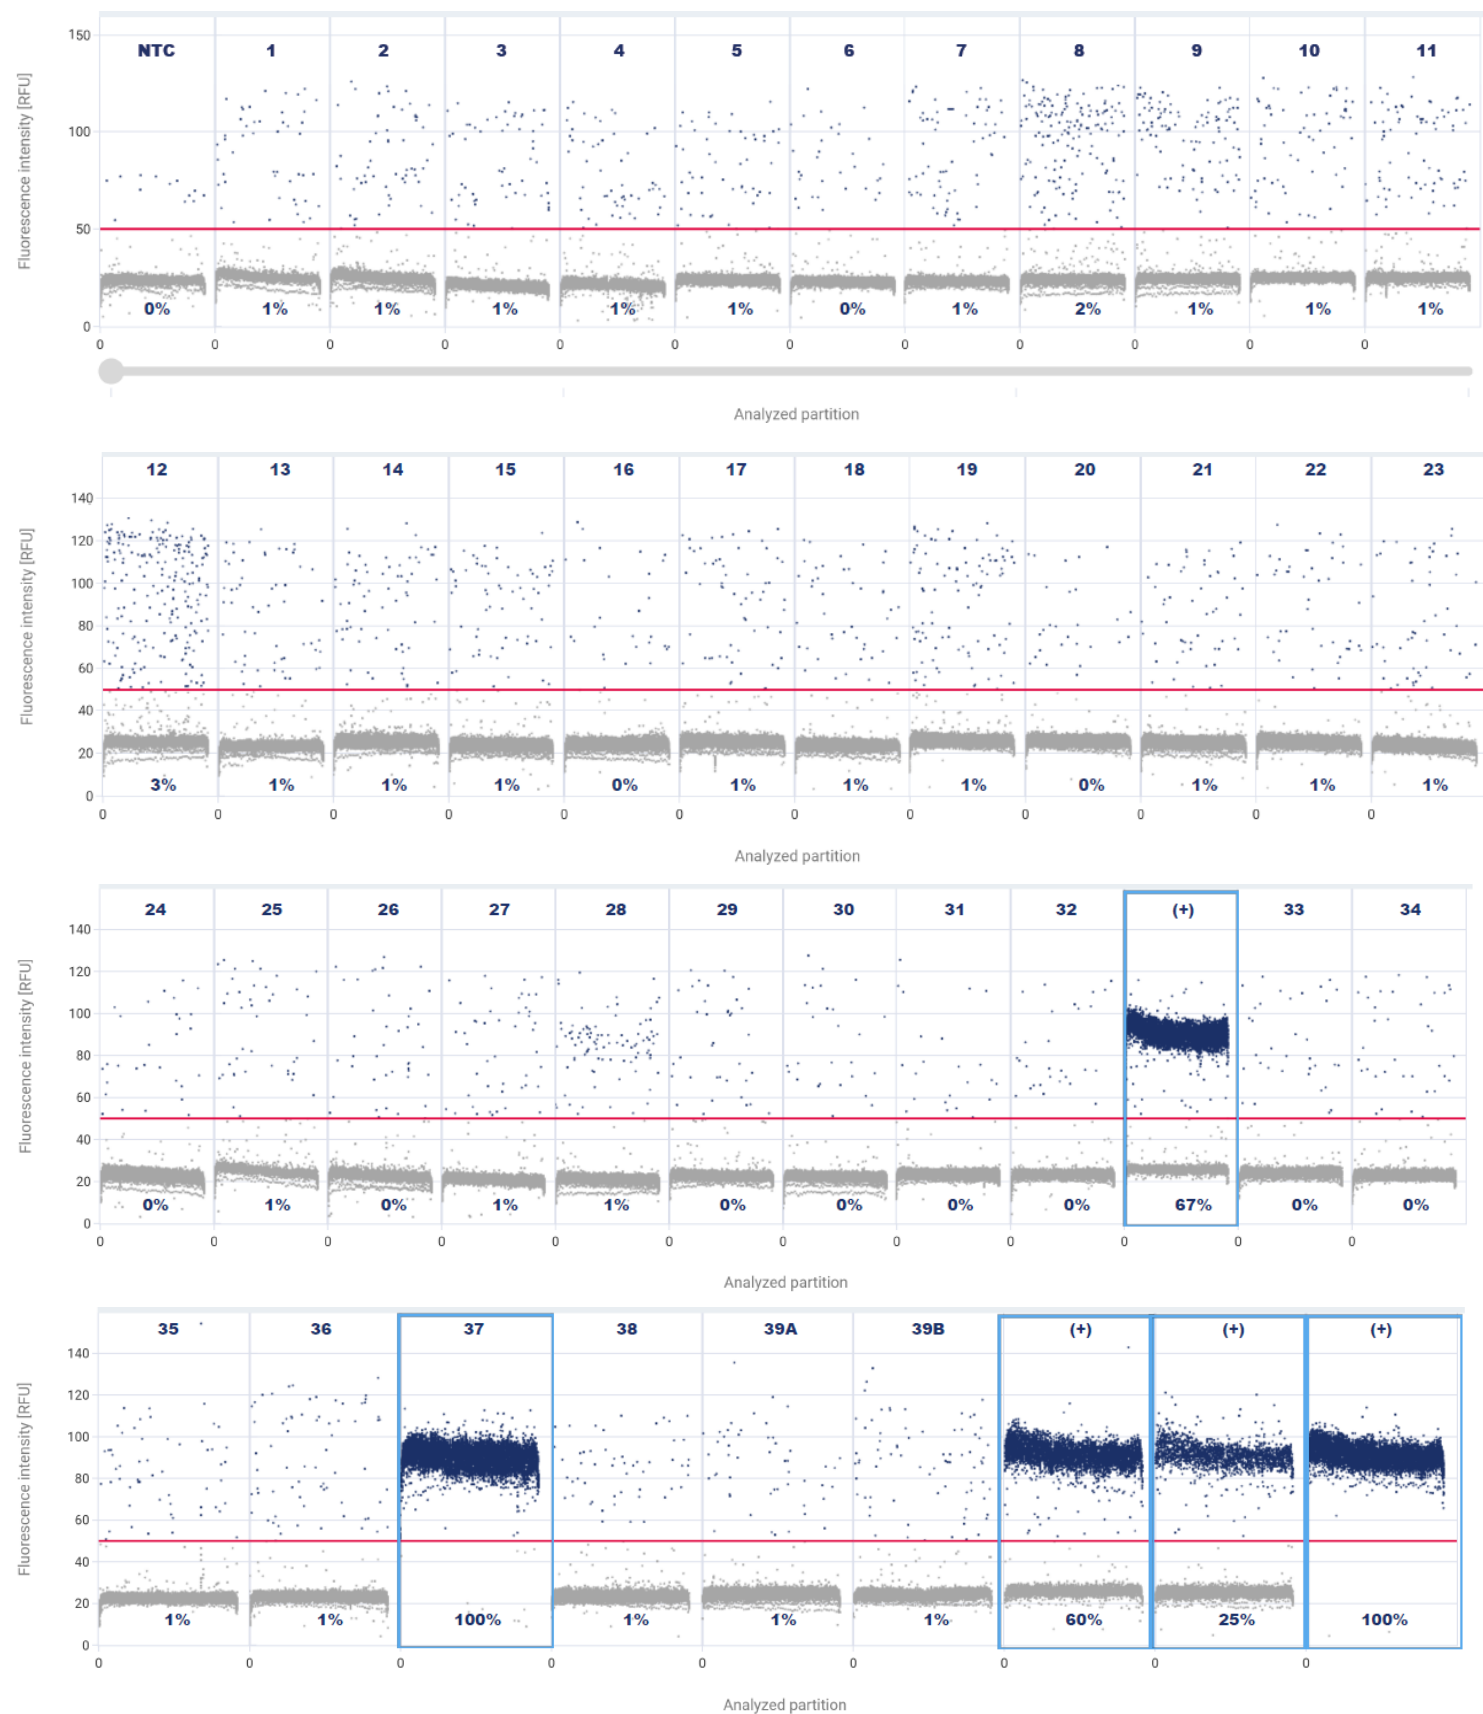 Fluorescence intensity [RFU]
150
NTC 1 2 3 4 5 6 7 8 9 10 11
100
50
0% 1% 1% 1% 1% 1% 0% 1% 2% 1% 1% 1%
0
0 0 0 0 0 0 0 0 0 0 0 0
Analyzed partition
Fluorescence intensity [RFU]
12 13 14 15 16 17 18 19 20 21 22 23
140
120
100
80
60
40
20
3% 1% 1% 1% 0% 1% 1% 1% 0% 1% 1% 1%
0
0 0 0 0 0 0 0 0 0 0 0 0
Analyzed partition
Fluorescence intensity [RFU]
24 25 26 27 28 29 30 31 32 (+) 33 34
140
120
100
80
60
40
20
0% 1% 0% 1% 1% 0% 0% 0% 0% 67% 0% 0%
0
0 0 0 0 0 0 0 0 0 0 0 0
Analyzed partition
Fluorescence intensity [RFU]
35 36 37 38 39A 39B (+) (+) (+)
140
120
100
80
60
40
20
1% 1% 100% 1% 1% 1% 60% 25% 100%
0
0 0 0 0 0 0 0 0 0
Analyzed partition